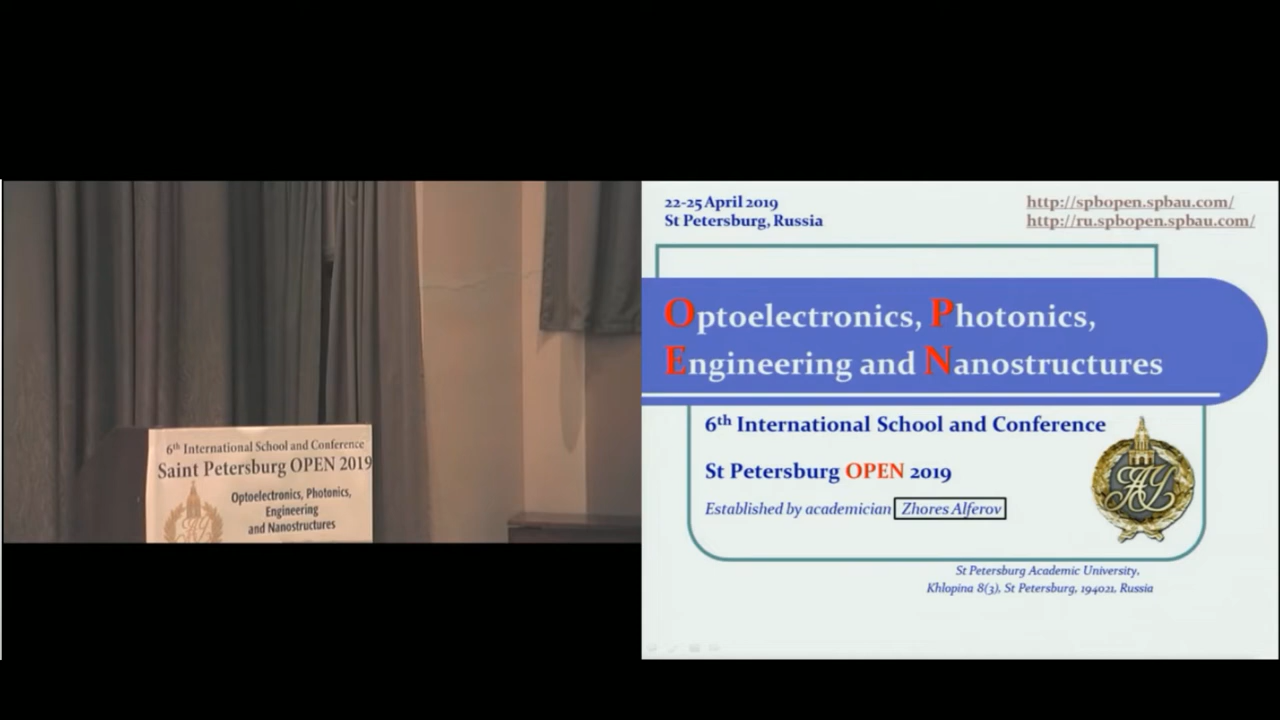 6th International School and Conference
Saint Petersburg OPEN 2019
Optoelectronics, Photonics,
Engineering
and Nanostructures
22-25 April 2019
St Petersburg, Russia
http://spbopen.spbau.com/
http://ru.spbopen.spbau.com/
Optoelectronics, Photonics,
Engineering and Nanostructures
6th International School and Conference
St Petersburg OPEN 2019
Established by academician Zhores Alferov
St Petersburg Academic University,
Khlopina 8(3), St Petersburg, 194021, Russia